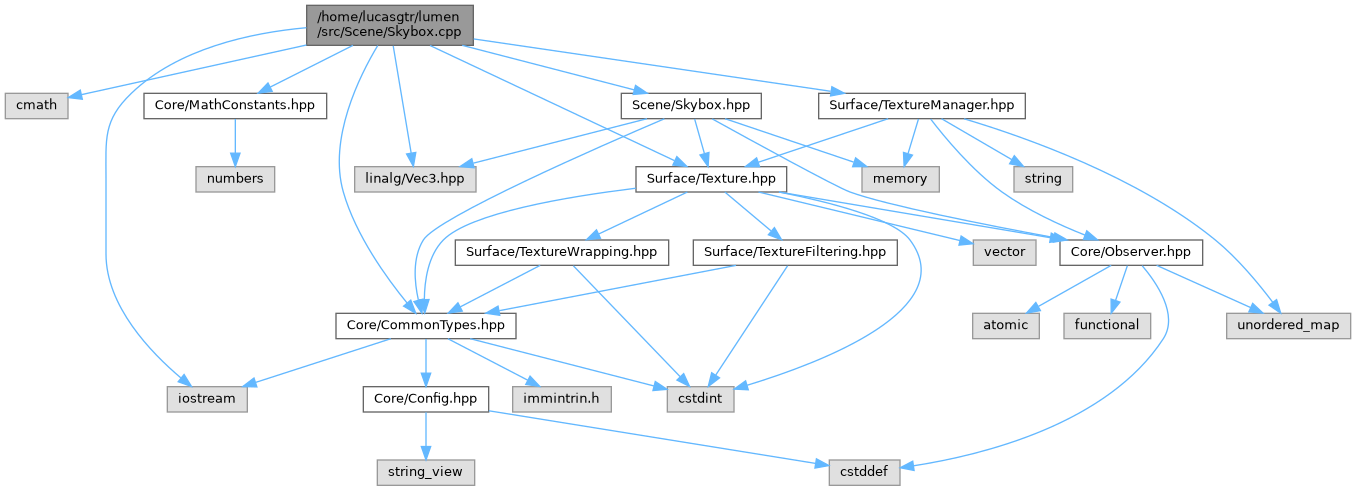 /home/lucasgtr/lumen
/src/Scene/Skybox.cpp
cmath
Core/MathConstants.hpp
Scene/Skybox.hpp
Surface/TextureManager.hpp
numbers
linalg/Vec3.hpp
Surface/Texture.hpp
memory
string
Surface/TextureWrapping.hpp
Surface/TextureFiltering.hpp
vector
Core/Observer.hpp
Core/CommonTypes.hpp
atomic
functional
unordered_map
iostream
Core/Config.hpp
immintrin.h
cstdint
string_view
cstddef